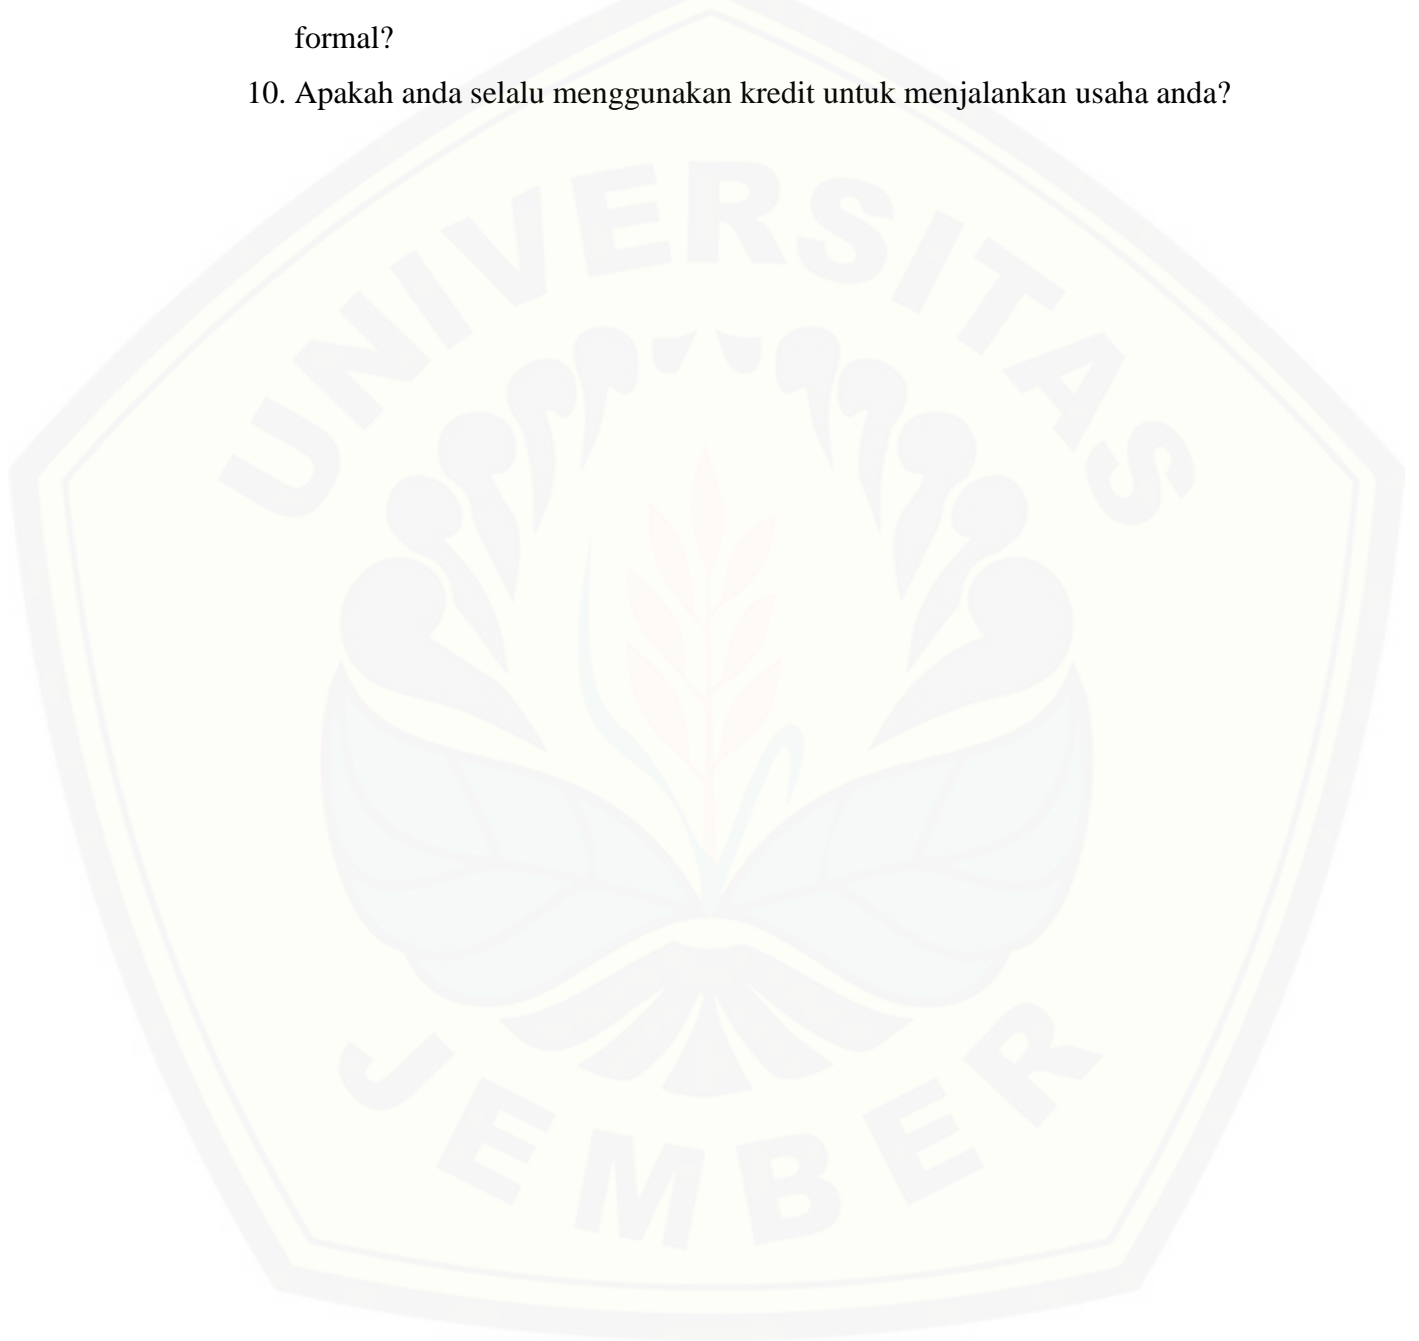 formal?
10. Apakah anda selalu menggunakan kredit untuk menjalankan usaha anda?
UNIVERSITAS
JEMBER